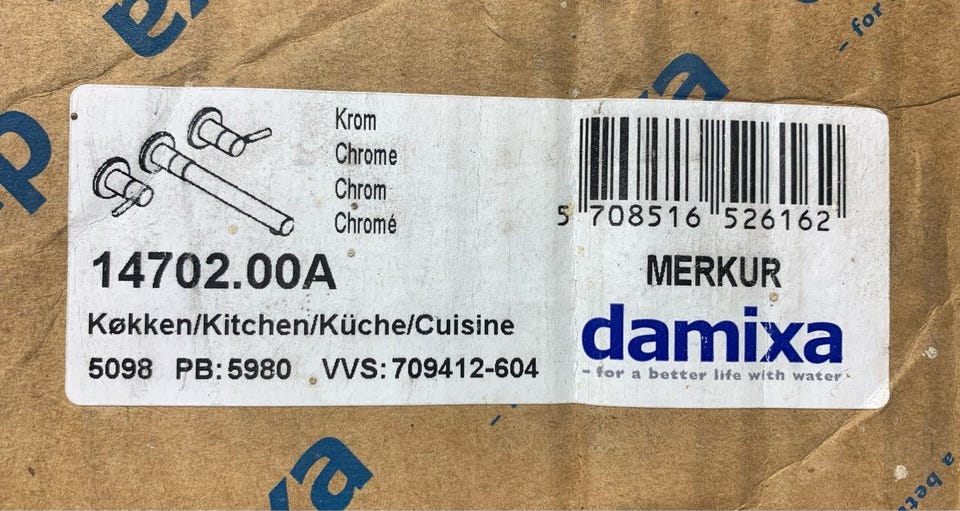 Krom
Chrome
Chrom
Chromé
14702.00A
Køkken/Kitchen/Küche/Cuisine
5098 PB:5980 VVS:709412-604
5 708516 526162
MERKUR
damixa
- for a better life with water
- for